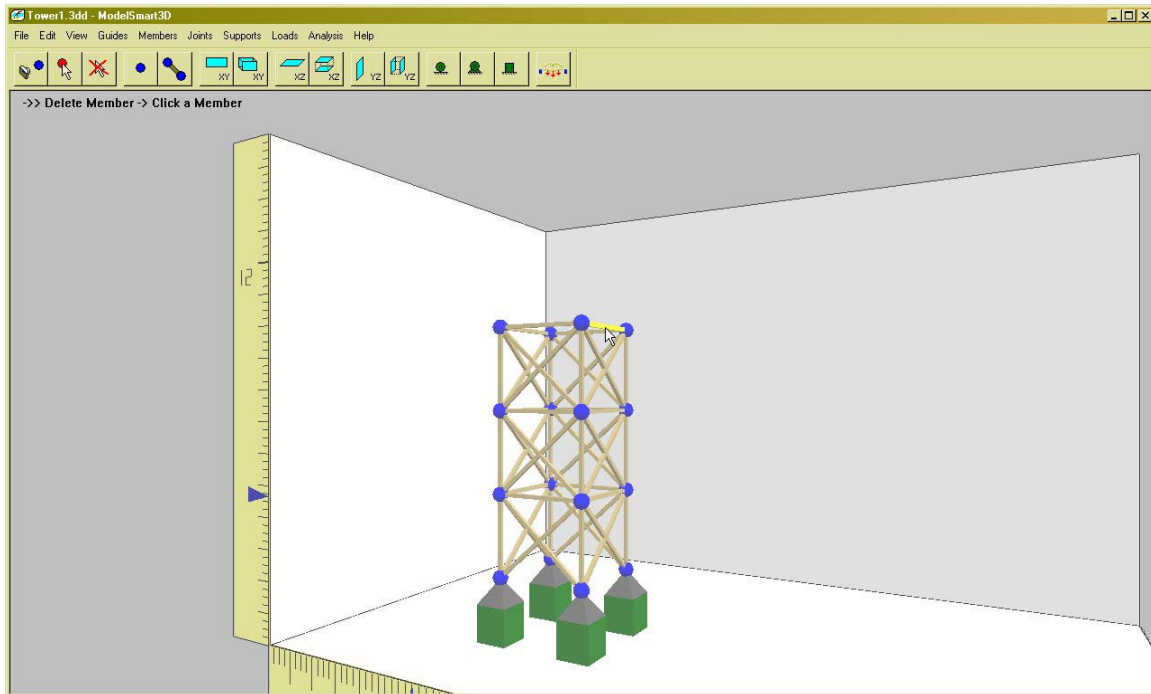 Tower1.3dd - ModelSmart3D
File Edit View Guides Members Joints Supports Loads Analysis Help
XY XY XZ XZ YZ YZ
->> Delete Member -> Click a Member
12